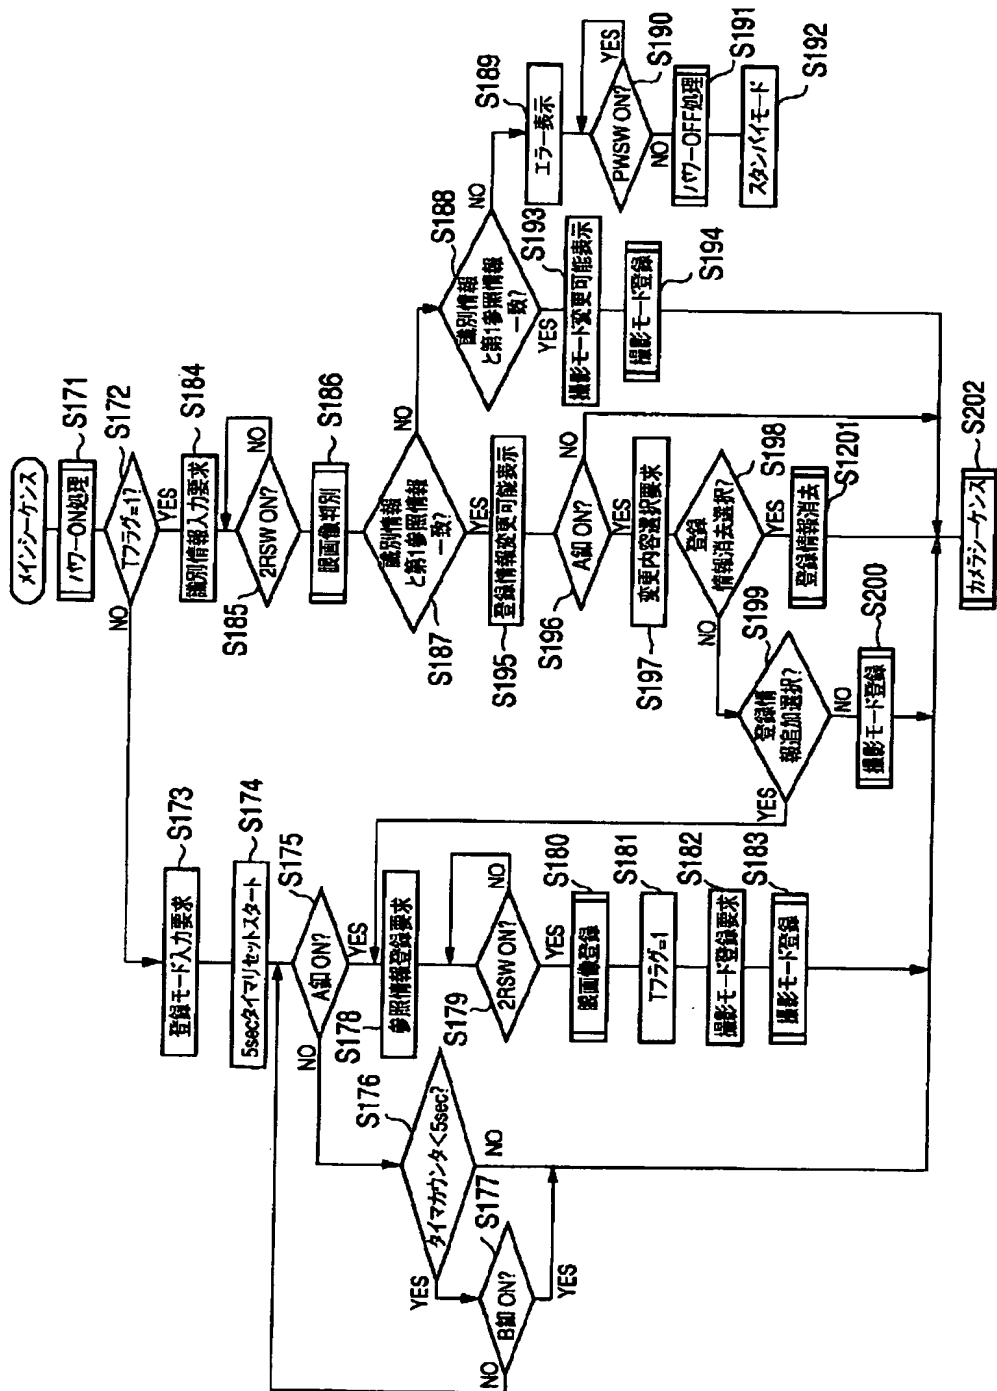 メインシーケンス
パワーON処理
S171
Tフラグ=1?
S172
NO
YES
登録モード入力要求
S173
5secタイマリセットスタート
S174
A釦 ON?
S175
NO
YES
タイマカウンタ<5sec?
S176
YES
NO
B釦 ON?
S177
NO
YES
参照情報登録要求
S178
2RSW ON?
S179
NO
YES
眼画像登録
S180
Tフラグ=1
S181
撮影モード登録要求
S182
撮影モード登録
S183
識別情報入力要求
S184
2RSW ON?
S185
NO
眼画像判別
S186
識別情報
と第1参照情報
一致?
S187
NO
YES
識別情報
と第1参照情報
一致?
S188
NO
YES
エラー表示
S189
PWSW ON?
S190
YES
NO
パワーOFF処理
S191
スタンバイモード
S192
撮影モード変更可能表示
S193
撮影モード登録
S194
登録情報変更可能表示
S195
A釦 ON?
S196
NO
YES
変更内容選択要求
S197
登録
情報消去選択?
S198
NO
YES
登録情
報追加選択?
S199
YES
NO
撮影モード登録
S200
登録情報消去
S1201
カメラシーケンス
S202